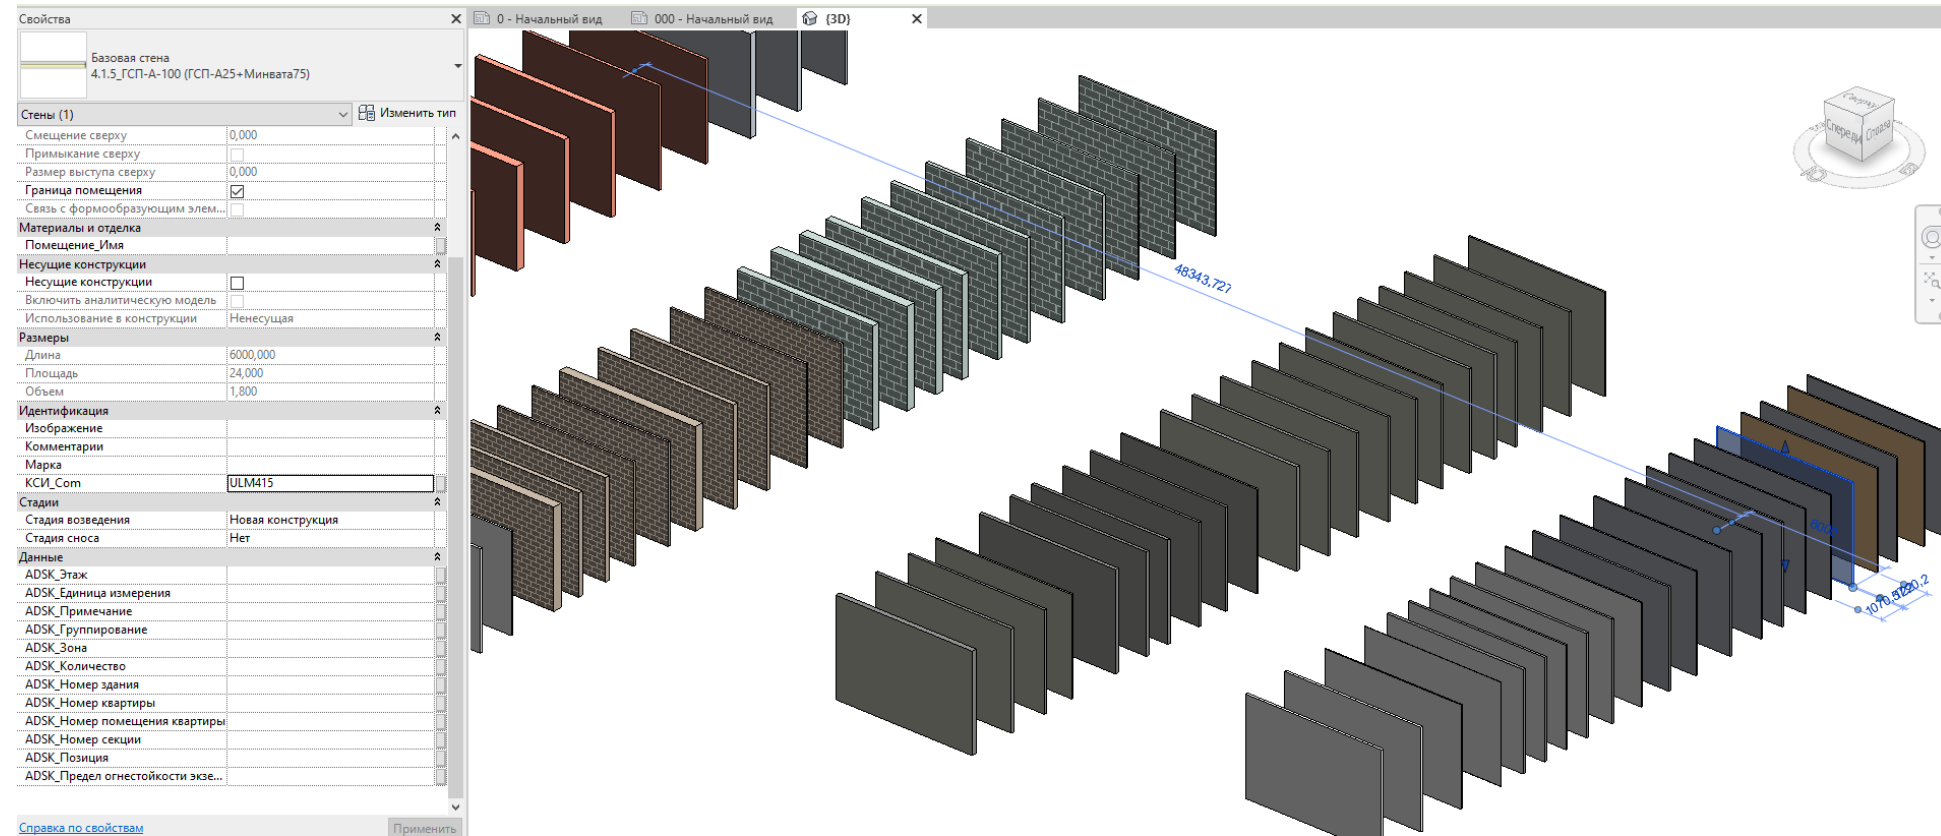 Свойства
0 - Начальный вид
000 - Начальный вид
{3D}
Базовая стена
4.1.5_ГСП-А-100 (ГСП-А25+Минвата75)
Стены (1)
Изменить тип
Смещение сверху 0,000
Примыкание сверху
Размер выступа сверху 0,000
Граница помещения
Связь с формообразующим элем...
Материалы и отделка
Помещение_Имя
Несущие конструкции
Несущие конструкции
Включить аналитическую модель
Использование в конструкции Ненесущая
Размеры
Длина 6000,000
Площадь 24,000
Объем 1,800
Идентификация
Изображение
Комментарии
Марка
КСИ_Com ULM415
Стадии
Стадия возведения Новая конструкция
Стадия сноса Нет
Данные
ADSK_Этаж
ADSK_Единица измерения
ADSK_Примечание
ADSK_Группирование
ADSK_Зона
ADSK_Количество
ADSK_Номер здания
ADSK_Номер квартиры
ADSK_Номер помещения квартиры
ADSK_Номер секции
ADSK_Позиция
ADSK_Предел огнестойкости экзе...
Справка по свойствам
Применить
48343,727
Сверху
Спереди
Справа